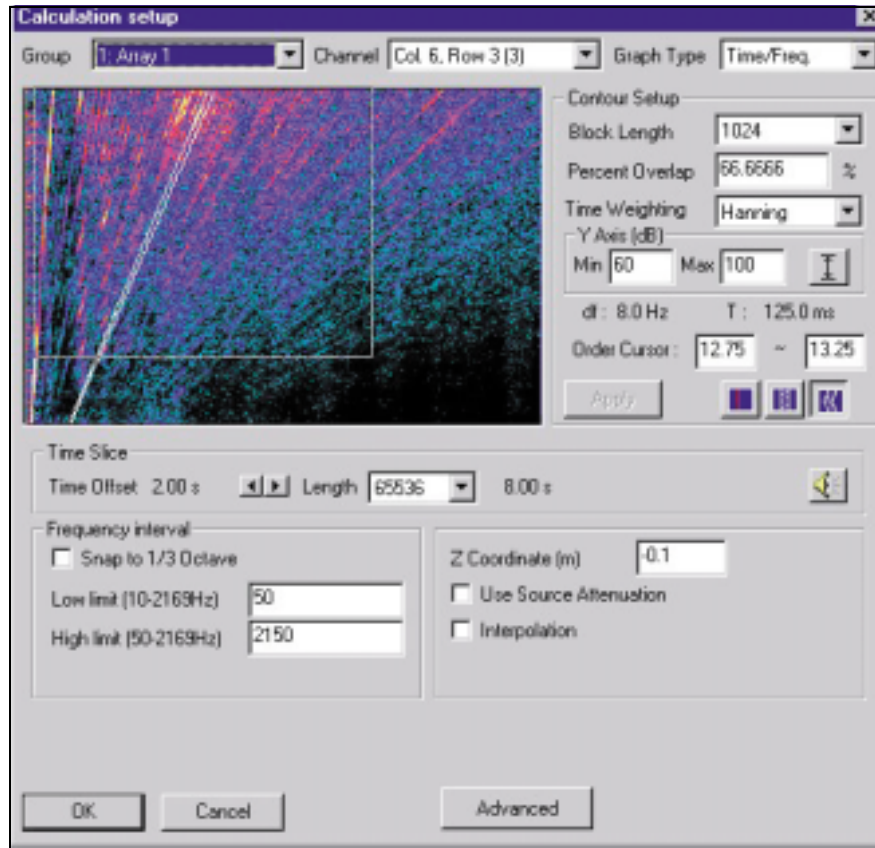 Calculation setup
Group 1: Array 1 Channel Col. 6, Row 3 (3) Graph Type Time/Freq.
Contour Setup
Block Length 1024
Percent Overlap 66.6666 %
Time Weighting Hanning
Y Axis (dB)
Min 60 Max 100
df : 8.0 Hz T : 125.0 ms
Order Cursor : 12.75 ~ 13.25
Apply
Time Slice
Time Offset 2.00 s Length 65536 8.00 s
Frequency interval
Snap to 1/3 Octave
Low limit (10-2169Hz) 50
High limit (50-2169Hz) 2150
Z Coordinate (m) -0.1
Use Source Attenuation
Interpolation
OK Cancel Advanced